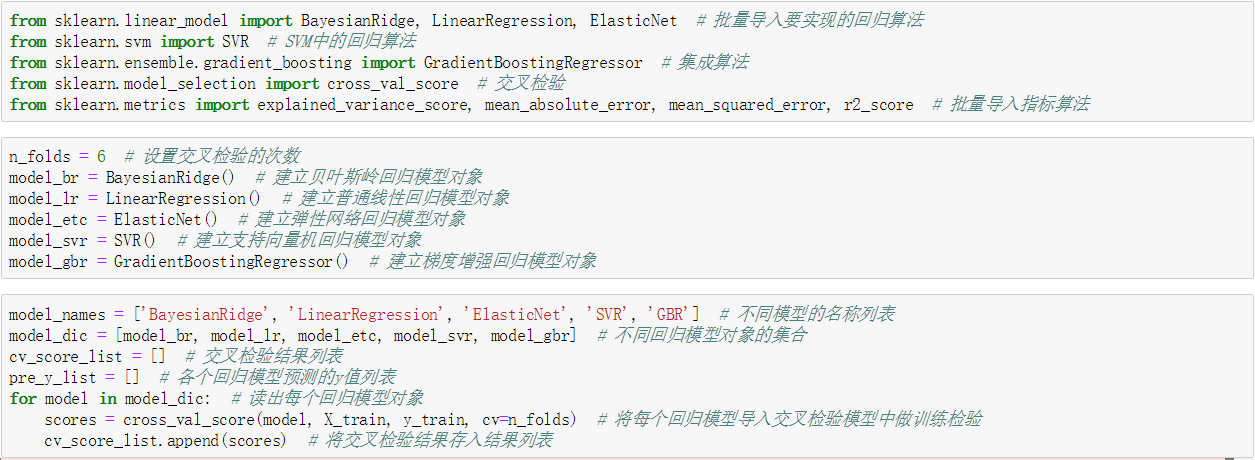 from sklearn.linear_model import BayesianRidge, LinearRegression, ElasticNet  # 批量导入要实现的回归算法
from sklearn.svm import SVR  # SVM中的回归算法
from sklearn.ensemble.gradient_boosting import GradientBoostingRegressor  # 集成算法
from sklearn.model_selection import cross_val_score  # 交叉检验
from sklearn.metrics import explained_variance_score, mean_absolute_error, mean_squared_error, r2_score  # 批量导入指标算法
n_folds = 6  # 设置交叉检验的次数
model_br = BayesianRidge()  # 建立贝叶斯岭回归模型对象
model_lr = LinearRegression()  # 建立普通线性回归模型对象
model_etc = ElasticNet()  # 建立弹性网络回归模型对象
model_svr = SVR()  # 建立支持向量机回归模型对象
model_gbr = GradientBoostingRegressor()  # 建立梯度增强回归模型对象
model_names = ['BayesianRidge', 'LinearRegression', 'ElasticNet', 'SVR', 'GBR']  # 不同模型的名称列表
model_dic = [model_br, model_lr, model_etc, model_svr, model_gbr]  # 不同回归模型对象的集合
cv_score_list = []  # 交叉检验结果列表
pre_y_list = []  # 各个回归模型预测的y值列表
for model in model_dic:  # 读出每个回归模型对象
    scores = cross_val_score(model, X_train, y_train, cv=n_folds)  # 将每个回归模型导入交叉检验模型中做训练检验
    cv_score_list.append(scores)  # 将交叉检验结果存入结果列表